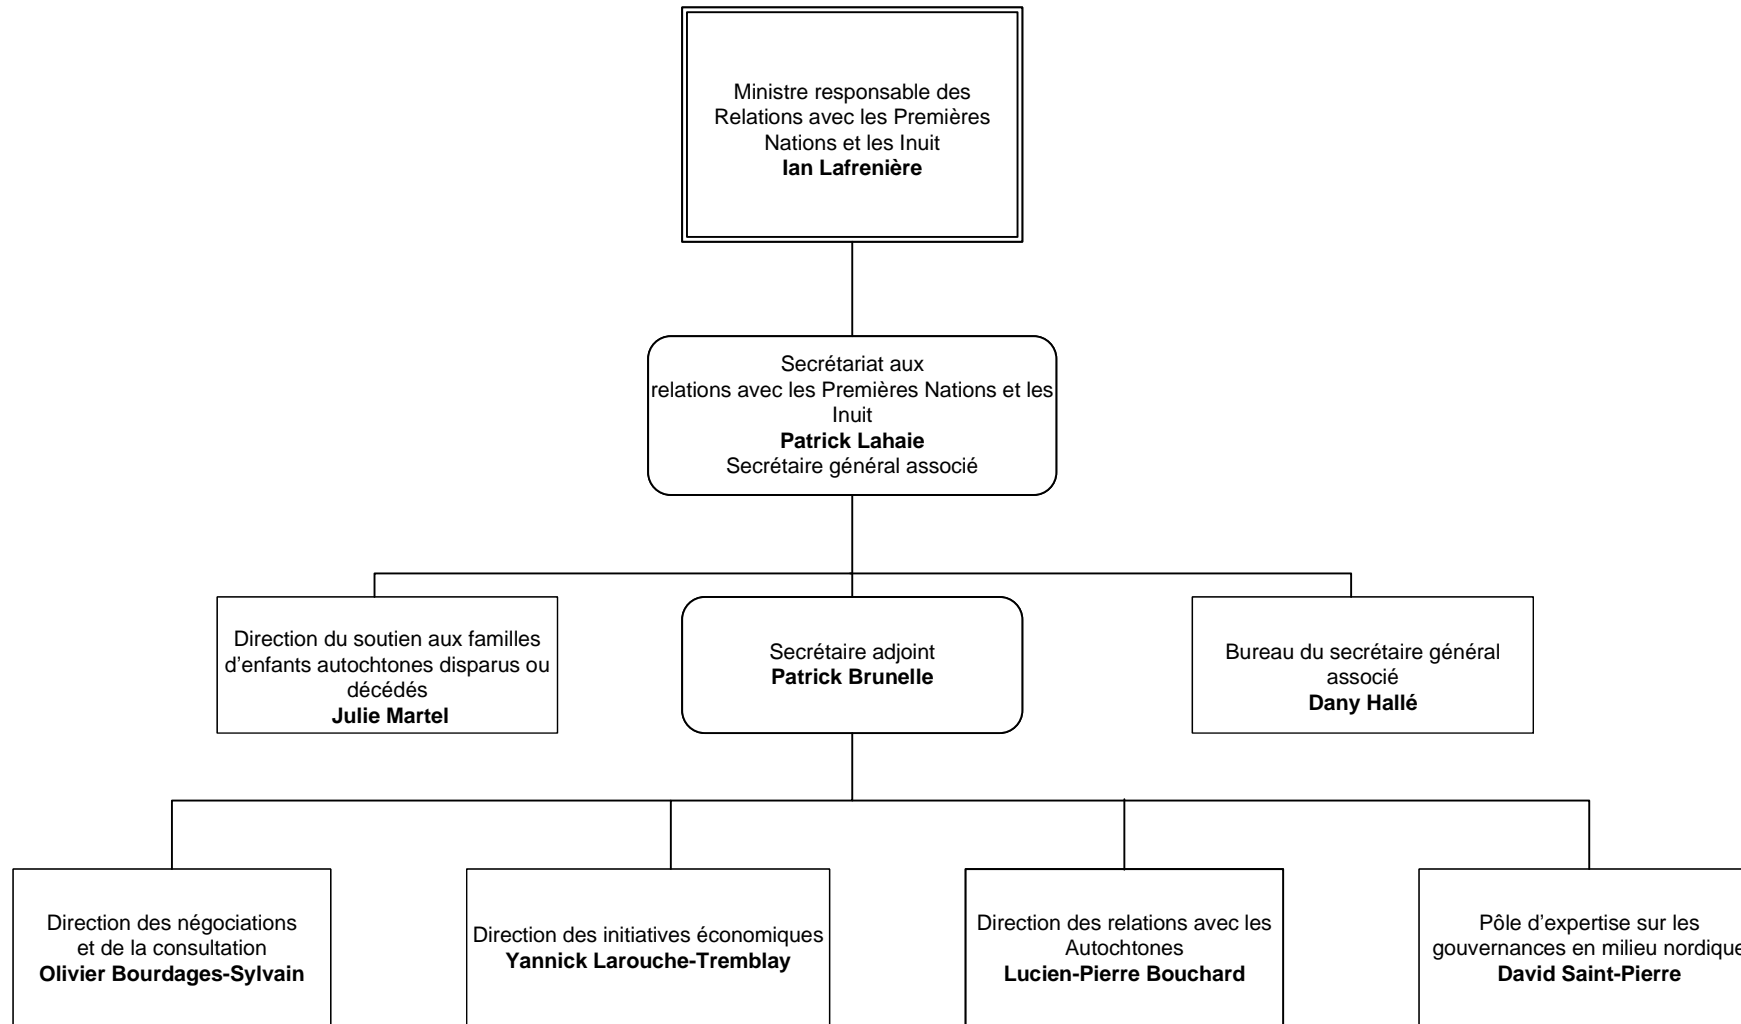 Ministre responsable des
Relations avec les Premières
Nations et les Inuit
Ian Lafrenière
Secrétariat aux
relations avec les Premières Nations et les
Inuit
Patrick Lahaie
Secrétaire général associé
Direction du soutien aux familles
d’enfants autochtones disparus ou
décédés
Julie Martel
Secrétaire adjoint
Patrick Brunelle
Bureau du secrétaire général
associé
Dany Hallé
Direction des négociations
et de la consultation
Olivier Bourdages-Sylvain
Direction des initiatives économiques
Yannick Larouche-Tremblay
Direction des relations avec les
Autochtones
Lucien-Pierre Bouchard
Pôle d’expertise sur les
gouvernances en milieu nordique
David Saint-Pierre